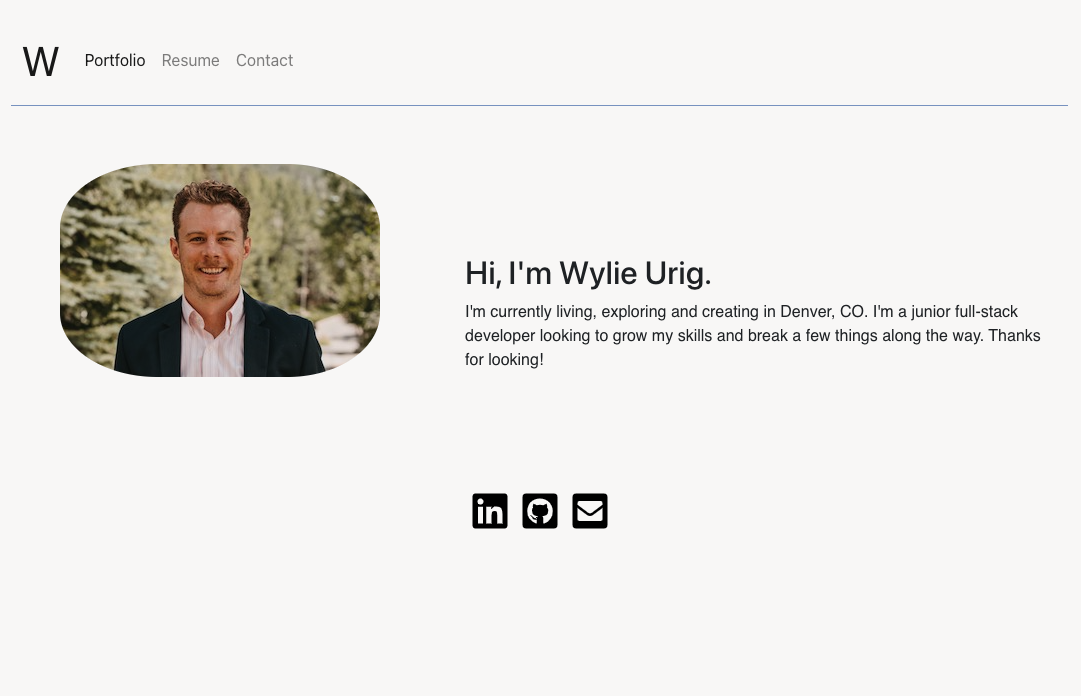 W Portfolio Resume Contact
Hi, I'm Wylie Urig.
I'm currently living, exploring and creating in Denver, CO. I'm a junior full-stack
developer looking to grow my skills and break a few things along the way. Thanks
for looking!
in